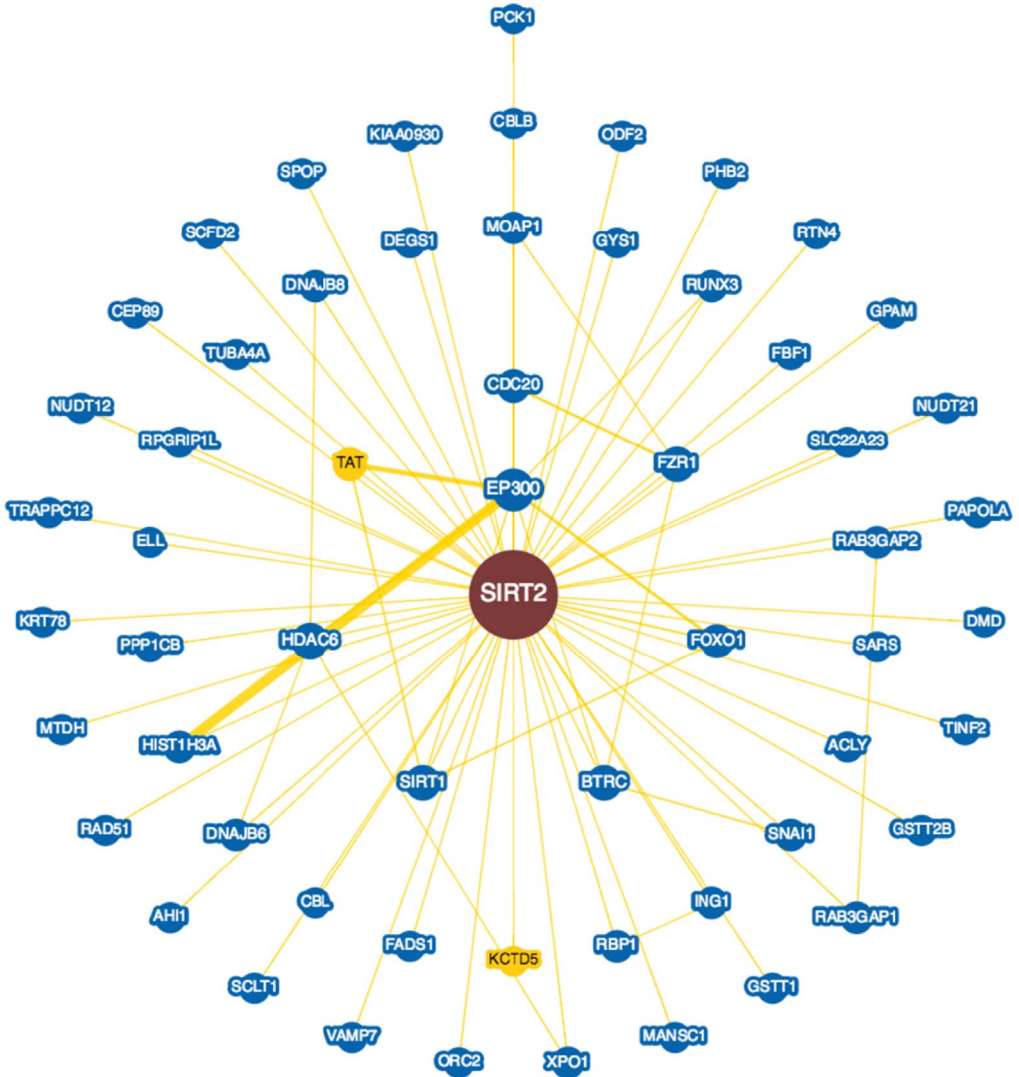 PCK1
CBLB
KIAA0930
ODF2
SPOP
PHB2
MOAP1
SCFD2
DEGS1
GYS1
RTN4
DNAJB8
RUNX3
CEP89
GPAM
TUBA4A
FBF1
CDC20
NUDT12
NUDT21
RPGRIP1L
SLC22A23
TAT
FZR1
EP300
TRAPPC12
PAPOLA
ELL
RAB3GAP2
SIRT2
KRT78
DMD
PPP1CB
HDAC6
FOXO1
SARS
MTDH
TINF2
HIST1H3A
ACLY
SIRT1
BTRC
RAD51
DNAJB6
SNAI1
GSTT2B
CBL
ING1
AHI1
RAB3GAP1
FADS1
RBP1
KCTD5
SCLT1
GSTT1
VAMP7
MANSC1
ORC2
XPO1